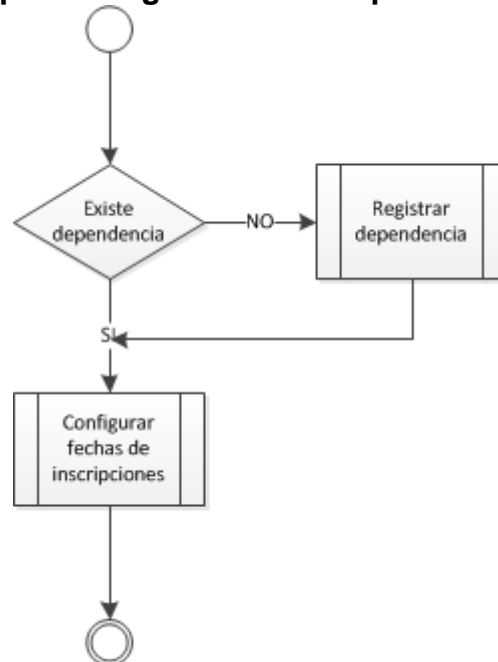 Existe
dependencia
NO
Registrar
dependencia
SI
Configurar
fechas de
inscripciones